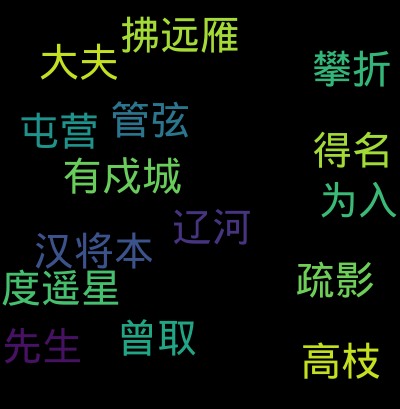 拂远雁
大夫
攀折
管弦
屯营
得名
有戍城
为入
辽河
汉将本
度遥星
疏影
先生
曾取
高枝